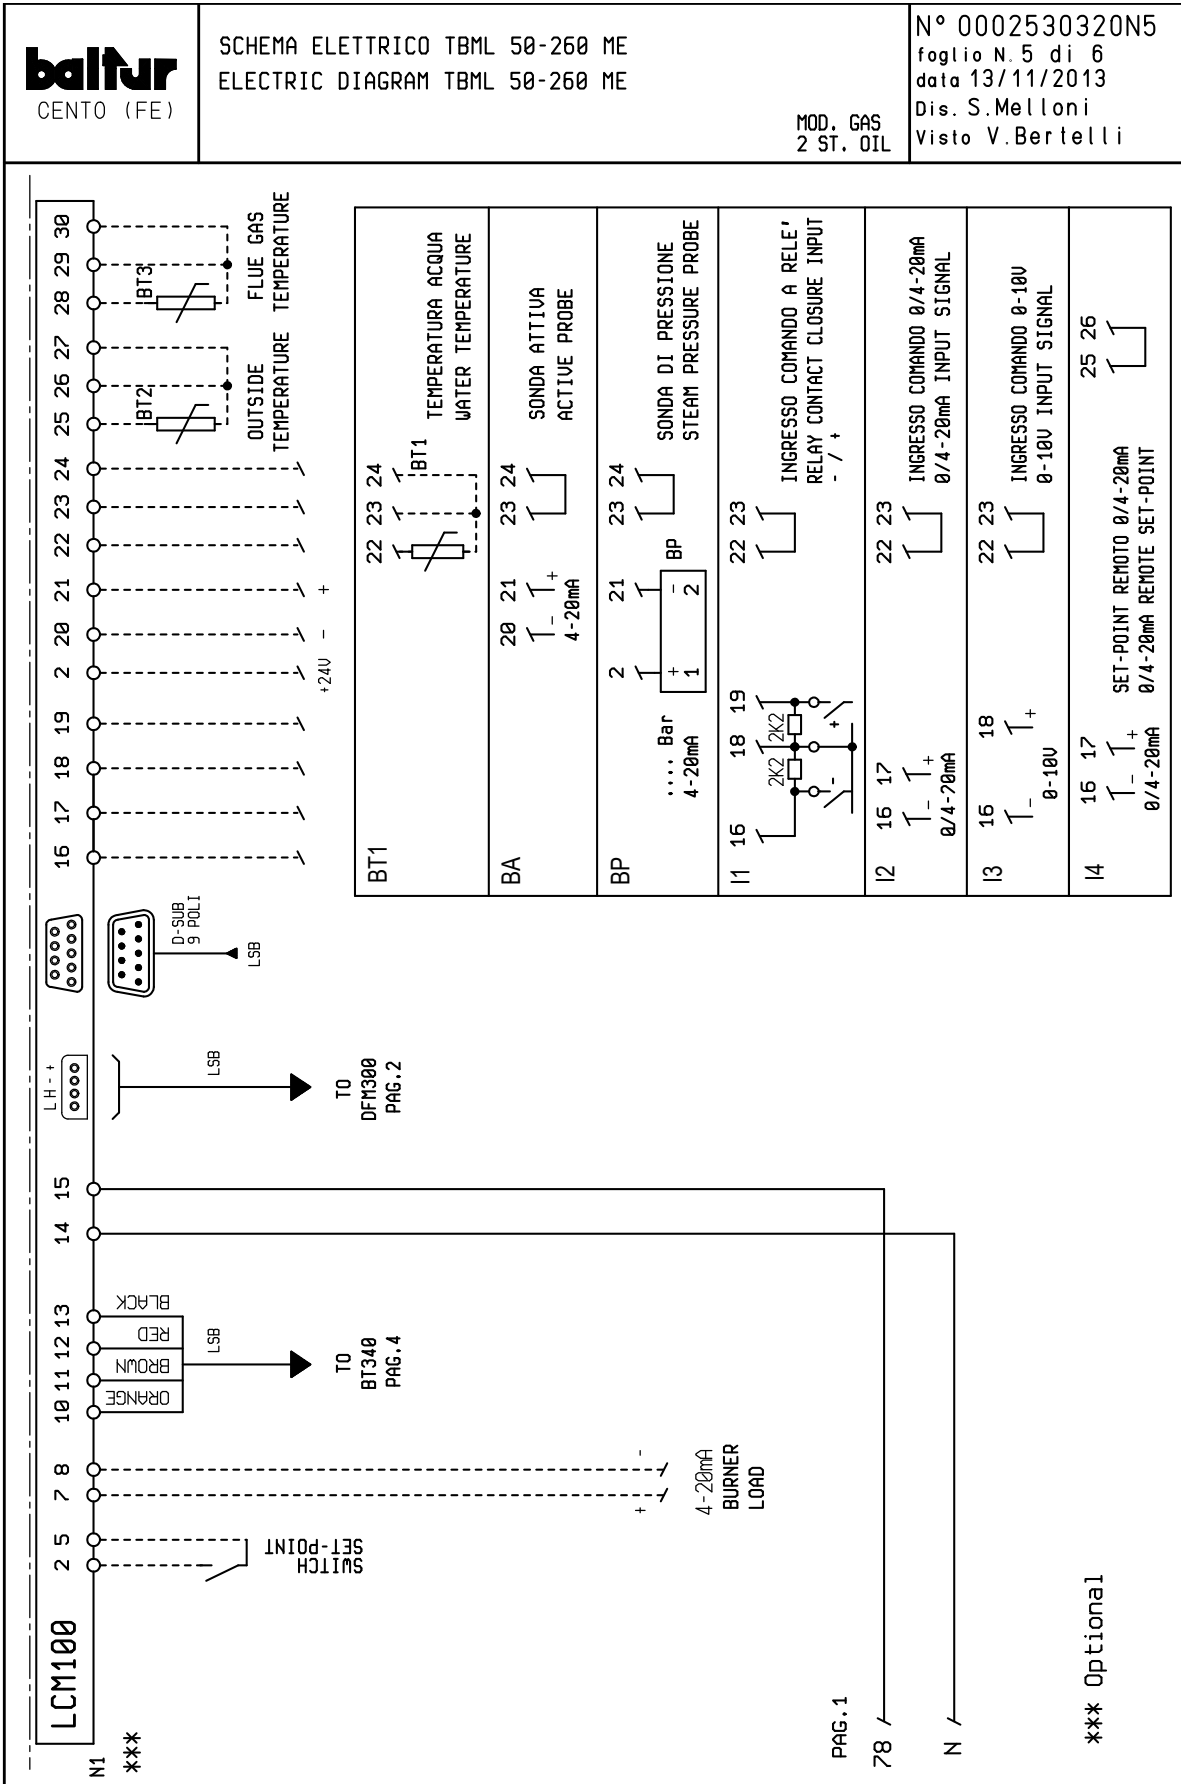 baltur
CENTO (FE)
SCHEMA ELETTRICO TBML 50-260 ME
ELECTRIC DIAGRAM TBML 50-260 ME
MOD. GAS
2 ST. OIL
N° 0002530320N5
foglio N. 5 di 6
data 13/11/2013
Dis. S.Melloni
Visto V.Bertelli
LCM100
N1
***
2 5 7 8 10 11 12 13 14 15
L H - +
16 17 18 19 2 20 21 22 23 24 25 26 27 28 29 30
SWITCH
SET-POINT
+ -
4-20mA
BURNER
LOAD
ORANGE
BROWN
RED
BLACK
LSB
TO
BT340
PAG.4
LSB
TO
DFM300
PAG.2
D-SUB
9 POLI
LSB
+24V - +
BT2
OUTSIDE
TEMPERATURE
BT3
FLUE GAS
TEMPERATURE
PAG.1
78
N
*** Optional
BT1
22 23 24
BT1
TEMPERATURA ACQUA
WATER TEMPERATURE
BA
20 21 23 24
- +
4-20mA
SONDA ATTIVA
ACTIVE PROBE
BP
.... Bar
4-20mA
2 21 23 24
+ -
1 2
BP
SONDA DI PRESSIONE
STEAM PRESSURE PROBE
I1
16 18 19 22 23
2K2 2K2
- +
INGRESSO COMANDO A RELE'
RELAY CONTACT CLOSURE INPUT
- / +
I2
16 17 22 23
- +
0/4-20mA
INGRESSO COMANDO 0/4-20mA
0/4-20mA INPUT SIGNAL
I3
16 18 22 23
- +
0-10V
INGRESSO COMANDO 0-10V
0-10V INPUT SIGNAL
I4
16 17 25 26
- +
0/4-20mA
SET-POINT REMOTO 0/4-20mA
0/4-20mA REMOTE SET-POINT